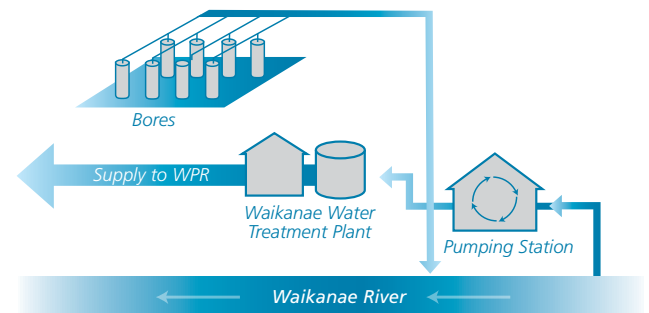 Bores
Supply to WPR
Waikanae Water
Treatment Plant
Pumping Station
Waikanae River